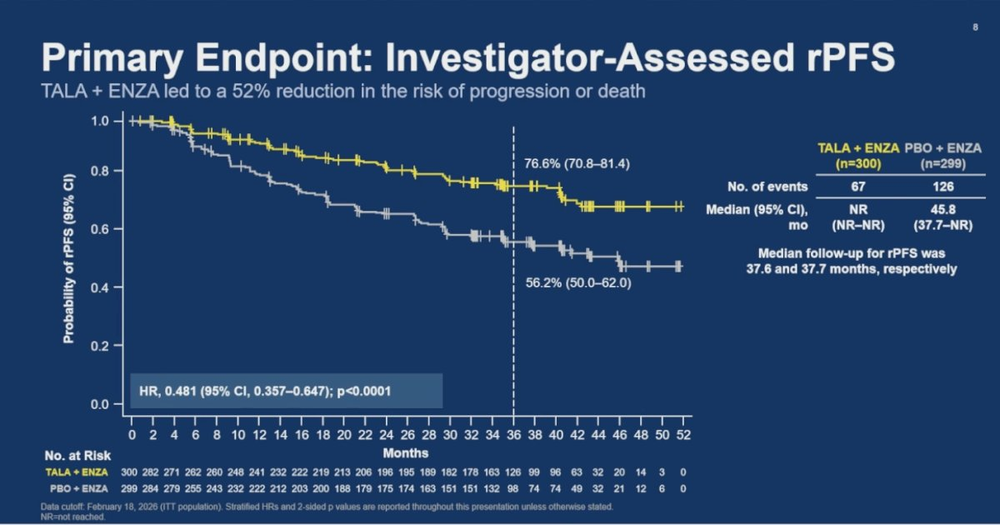 8
Primary Endpoint: Investigator-Assessed rPFS
TALA + ENZA led to a 52% reduction in the risk of progression or death
Probability of rPFS (95% CI)
1.0
0.8
0.6
0.4
0.2
0.0
76.6% (70.8–81.4)
56.2% (50.0–62.0)
HR, 0.481 (95% CI, 0.357–0.647); p<0.0001
0 2 4 6 8 10 12 14 16 18 20 22 24 26 28 30 32 34 36 38 40 42 44 46 48 50 52
Months
TALA + ENZA PBO + ENZA
(n=300) (n=299)
No. of events 67 126
Median (95% CI), NR 45.8
mo (NR–NR) (37.7–NR)
Median follow-up for rPFS was
37.6 and 37.7 months, respectively
No. at Risk
TALA + ENZA 300 282 271 262 260 248 241 232 222 219 213 206 196 195 189 182 178 163 126 99 96 63 32 20 14 3 0
PBO + ENZA 299 284 279 255 243 232 222 212 203 200 188 179 175 174 163 151 151 132 98 74 74 49 32 21 12 6 0
Data cutoff: February 18, 2026 (ITT population). Stratified HRs and 2-sided p values are reported throughout this presentation unless otherwise stated.
NR=not reached.